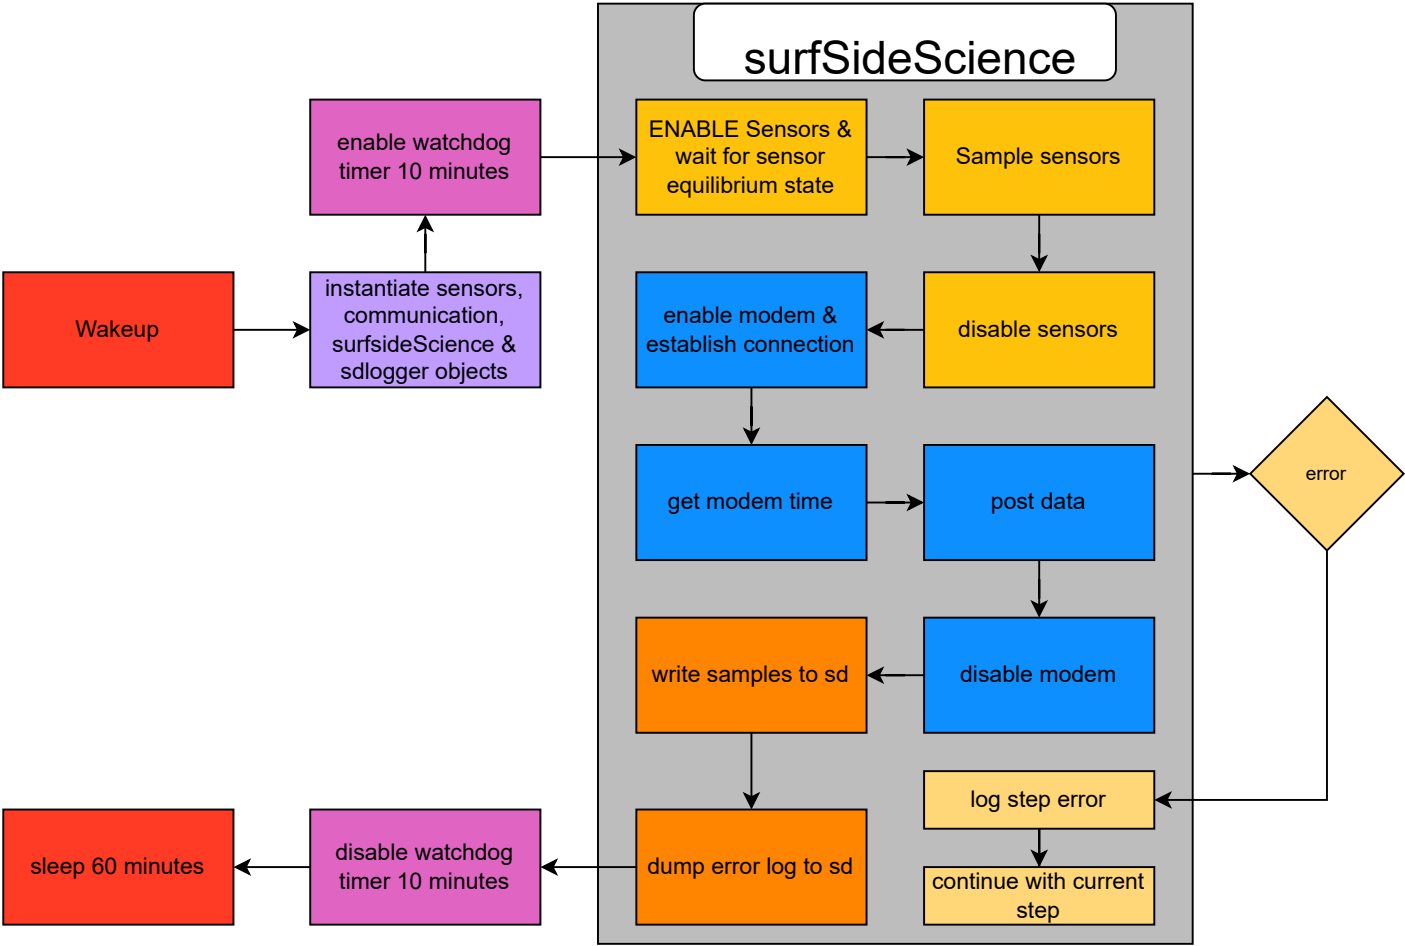 surfSideScience
enable watchdog
timer 10 minutes
ENABLE Sensors &
wait for sensor
equilibrium state
Sample sensors
Wakeup
instantiate sensors,
communication,
surfsideScience &
sdlogger objects
enable modem &
establish connection
disable sensors
error
get modem time
post data
write samples to sd
disable modem
log step error
sleep 60 minutes
disable watchdog
timer 10 minutes
dump error log to sd
continue with current
step